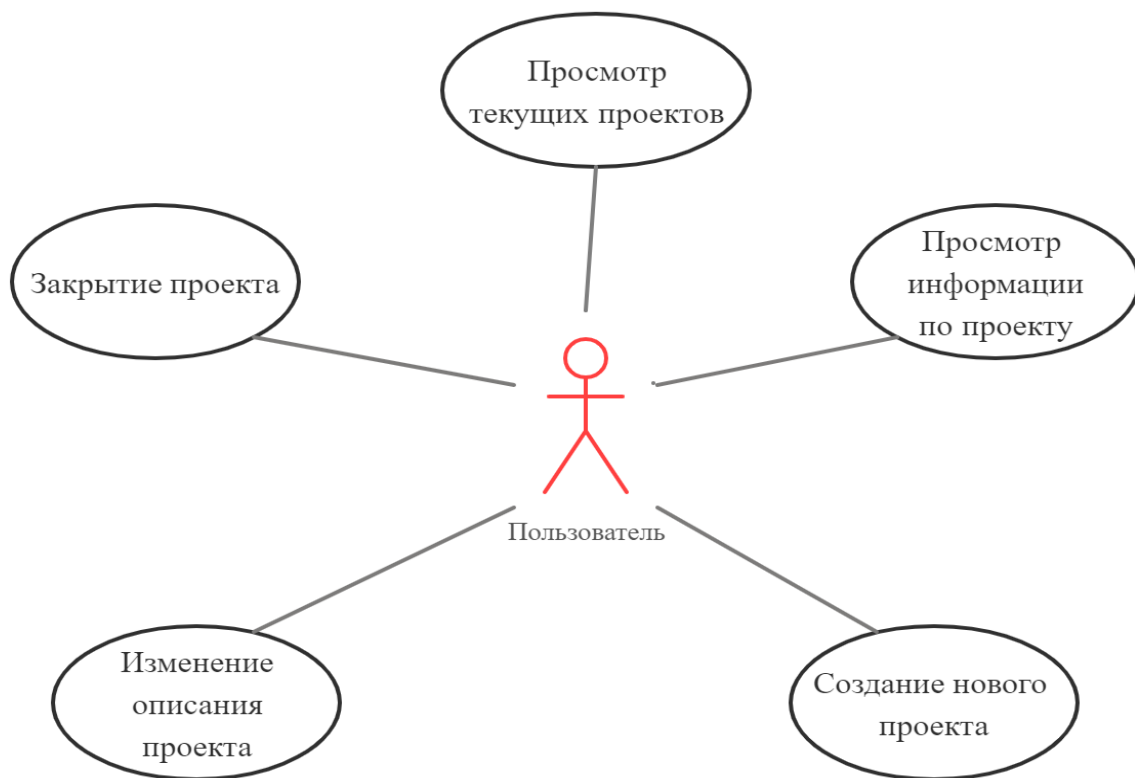 Просмотр
текущих проектов
Закрытие проекта
Просмотр
информации
по проекту
Пользователь
Изменение
описания
проекта
Создание нового
проекта